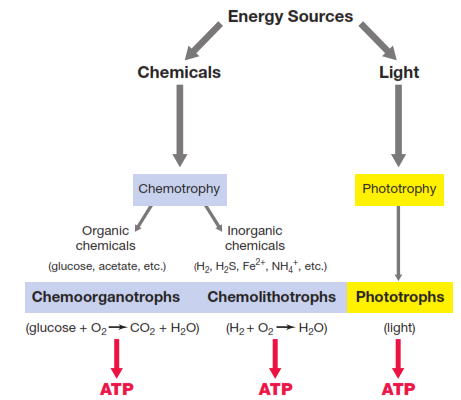 Energy Sources
Chemicals
Light
Chemotrophy
Phototrophy
Organic
chemicals
(glucose, acetate, etc.)
Inorganic
chemicals
(H₂, H₂S, Fe²⁺, NH₄⁺, etc.)
Chemoorganotrophs
Chemolithotrophs
Phototrophs
(glucose + O₂ → CO₂ + H₂O)
(H₂ + O₂ → H₂O)
(light)
ATP
ATP
ATP